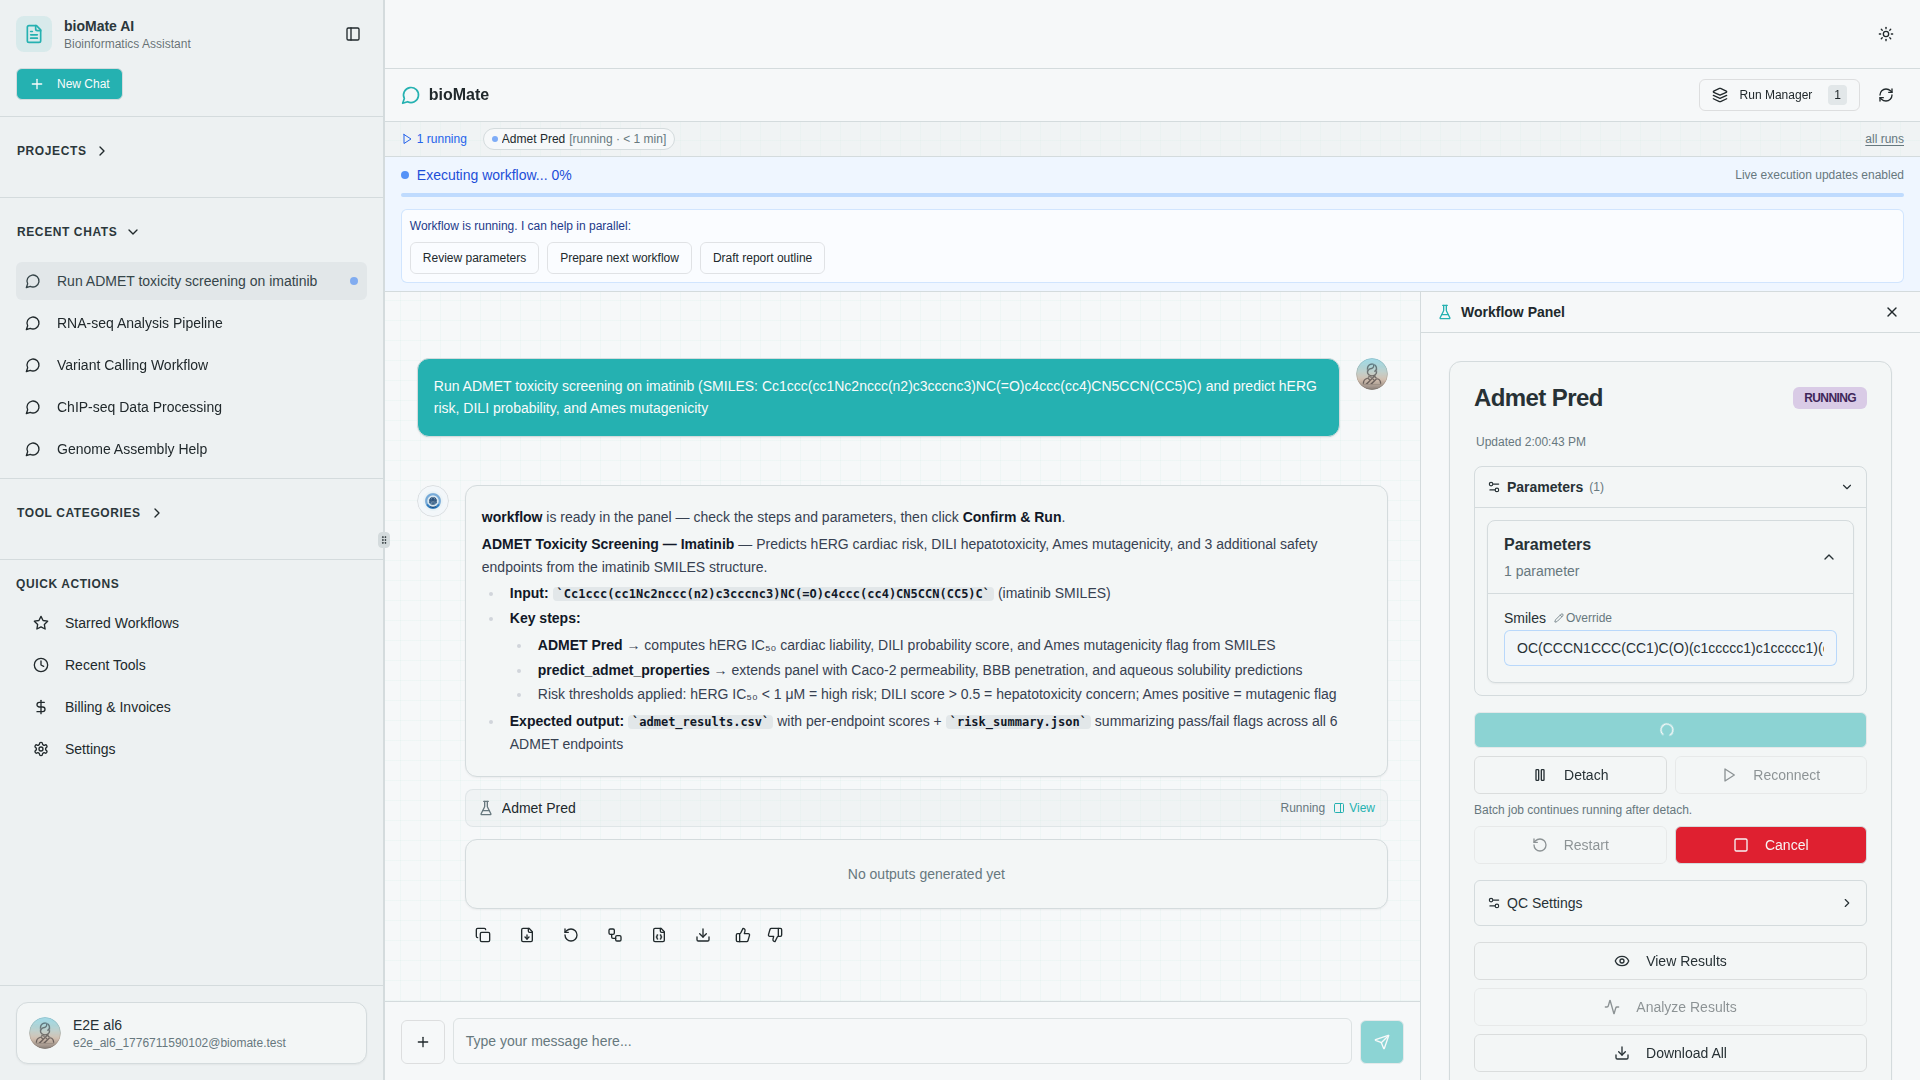 bioMate AI
Bioinformatics Assistant
New Chat
PROJECTS
RECENT CHATS
Run ADMET toxicity screening on imatinib
RNA-seq Analysis Pipeline
Variant Calling Workflow
ChIP-seq Data Processing
Genome Assembly Help
TOOL CATEGORIES
QUICK ACTIONS
Starred Workflows
Recent Tools
Billing & Invoices
Settings
E2E al6
e2e_al6_1776711590102@biomate.test
bioMate
Run Manager 1
1 running
Admet Pred [running · < 1 min]
all runs
Executing workflow... 0%
Live execution updates enabled
Workflow is running. I can help in parallel:
Review parameters
Prepare next workflow
Draft report outline
Run ADMET toxicity screening on imatinib (SMILES: Cc1ccc(cc1Nc2nccc(n2)c3cccnc3)NC(=O)c4ccc(cc4)CN5CCN(CC5)C) and predict hERG
risk, DILI probability, and Ames mutagenicity
workflow is ready in the panel — check the steps and parameters, then click Confirm & Run.
ADMET Toxicity Screening — Imatinib — Predicts hERG cardiac risk, DILI hepatotoxicity, Ames mutagenicity, and 3 additional safety
endpoints from the imatinib SMILES structure.
Input: `Cc1ccc(cc1Nc2nccc(n2)c3cccnc3)NC(=O)c4ccc(cc4)CN5CCN(CC5)C` (imatinib SMILES)
Key steps:
ADMET Pred → computes hERG IC₅₀ cardiac liability, DILI probability score, and Ames mutagenicity flag from SMILES
predict_admet_properties → extends panel with Caco-2 permeability, BBB penetration, and aqueous solubility predictions
Risk thresholds applied: hERG IC₅₀ < 1 μM = high risk; DILI score > 0.5 = hepatotoxicity concern; Ames positive = mutagenic flag
Expected output: `admet_results.csv` with per-endpoint scores + `risk_summary.json` summarizing pass/fail flags across all 6
ADMET endpoints
Admet Pred
Running
View
No outputs generated yet
Type your message here...
Workflow Panel
Admet Pred
RUNNING
Updated 2:00:43 PM
Parameters (1)
Parameters
1 parameter
Smiles
Override
OC(CCCN1CCC(CC1)C(O)(c1ccccc1)c1ccccc1)(
Detach
Reconnect
Batch job continues running after detach.
Restart
Cancel
QC Settings
View Results
Analyze Results
Download All